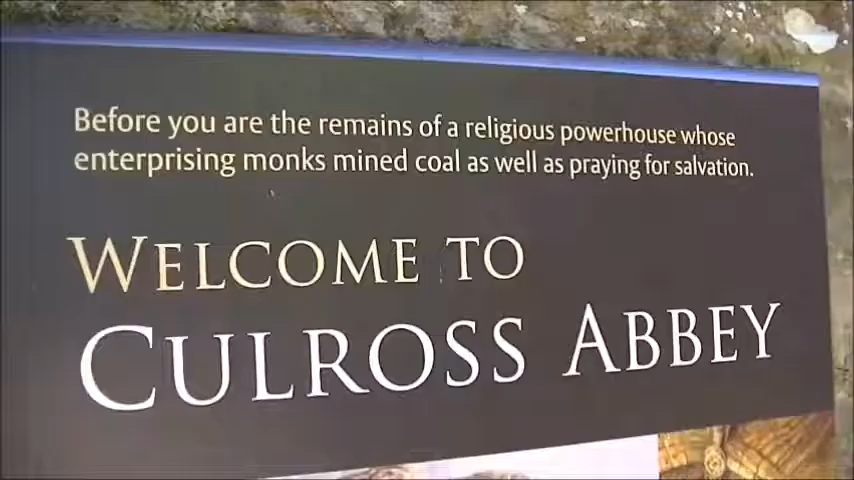 Before you are the remains of a religious powerhouse whose
enterprising monks mined coal as well as praying for salvation.
WELCOME TO
CULROSS ABBEY